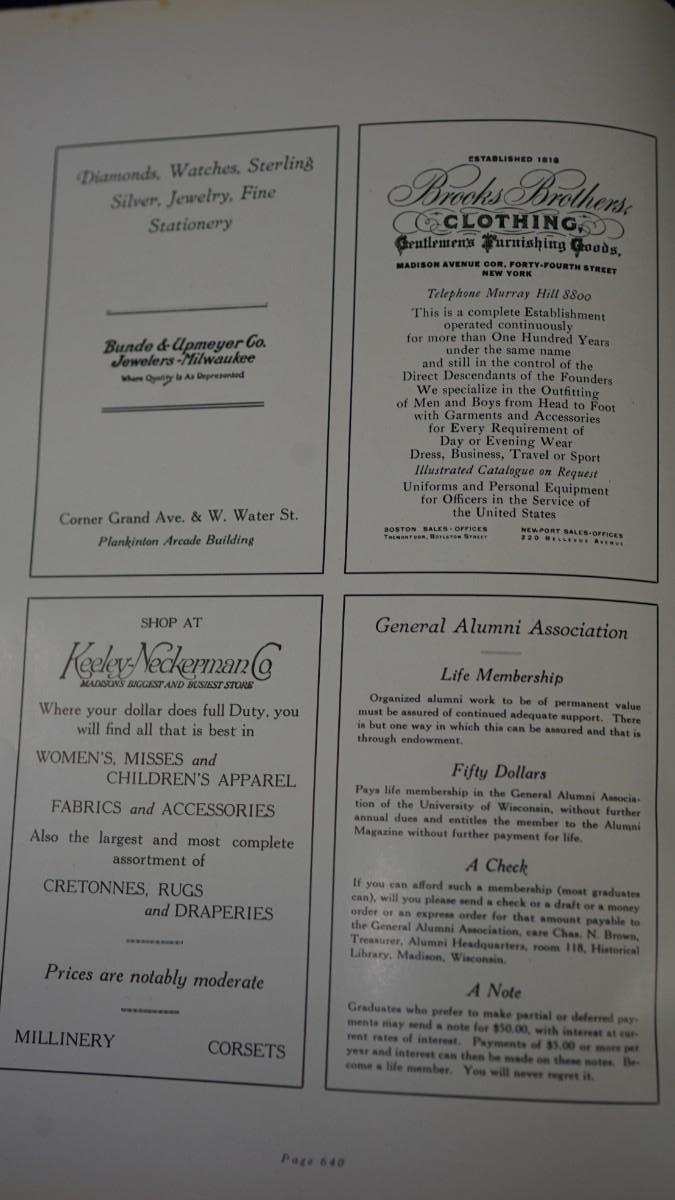 Diamonds, Watches, Sterling
Silver, Jewelry, Fine
Stationery
Bunde & Upmeyer Co.
Jewelers-Milwaukee
Where Quality Is As Represented
Corner Grand Ave. & W. Water St.
Plankinton Arcade Building
ESTABLISHED 1818
Brooks Brothers,
CLOTHING,
Gentlemen's Furnishing Goods,
MADISON AVENUE COR. FORTY-FOURTH STREET
NEW YORK
Telephone Murray Hill 8800
This is a complete Establishment
operated continuously
for more than One Hundred Years
under the same name
and still in the control of the
Direct Descendants of the Founders
We specialize in the Outfitting
of Men and Boys from Head to Foot
with Garments and Accessories
for Every Requirement of
Day or Evening Wear
Dress, Business, Travel or Sport
Illustrated Catalogue on Request
Uniforms and Personal Equipment
for Officers in the Service of
the United States
BOSTON SALES-OFFICES
TREMONT COR. BOYLSTON STREET
NEWPORT SALES-OFFICES
220 BELLEVUE AVENUE
SHOP AT
Keeley-Neckerman Co
MADISON'S BIGGEST AND BUSIEST STORE
Where your dollar does full Duty, you
will find all that is best in
WOMEN'S, MISSES and
CHILDREN'S APPAREL
FABRICS and ACCESSORIES
Also the largest and most complete
assortment of
CRETONNES, RUGS
and DRAPERIES
Prices are notably moderate
MILLINERY
CORSETS
General Alumni Association
Life Membership
Organized alumni work to be of permanent value
must be assured of continued adequate support. There
is but one way in which this can be assured and that is
through endowment.
Fifty Dollars
Pays life membership in the General Alumni Associa-
tion of the University of Wisconsin, without further
annual dues and entitles the member to the Alumni
Magazine without further payment for life.
A Check
If you can afford such a membership (most graduates
can), will you please send a check or a draft or a money
order or an express order for that amount payable to
the General Alumni Association, care Chas. N. Brown,
Treasurer, Alumni Headquarters, room 118, Historical
Library, Madison, Wisconsin.
A Note
Graduates who prefer to make partial or deferred pay-
ments may send a note for $50.00, with interest at cur-
rent rates of interest. Payments of $5.00 or more per
year and interest can then be made on these notes. Be-
come a life member. You will never regret it.
Page 640